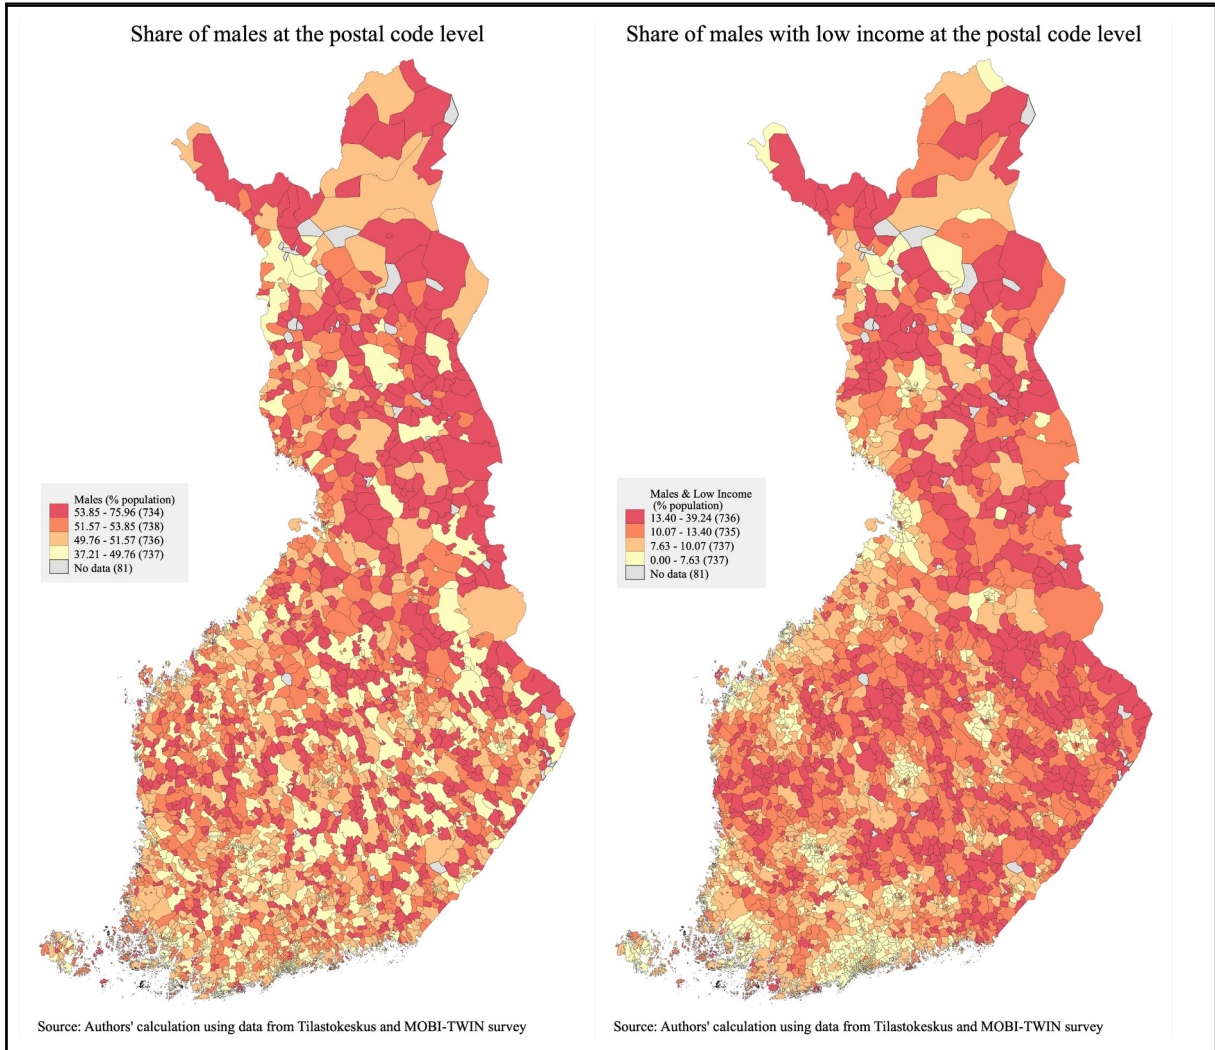 Share of males at the postal code level
Share of males with low income at the postal code level
Males (% population)
53.85 - 75.96 (734)
51.57 - 53.85 (738)
49.76 - 51.57 (736)
37.21 - 49.76 (737)
No data (81)
Males & Low Income
(% population)
13.40 - 39.24 (736)
10.07 - 13.40 (735)
7.63 - 10.07 (737)
0.00 - 7.63 (737)
No data (81)
Source: Authors' calculation using data from Tilastokeskus and MOBI-TWIN survey
Source: Authors' calculation using data from Tilastokeskus and MOBI-TWIN survey